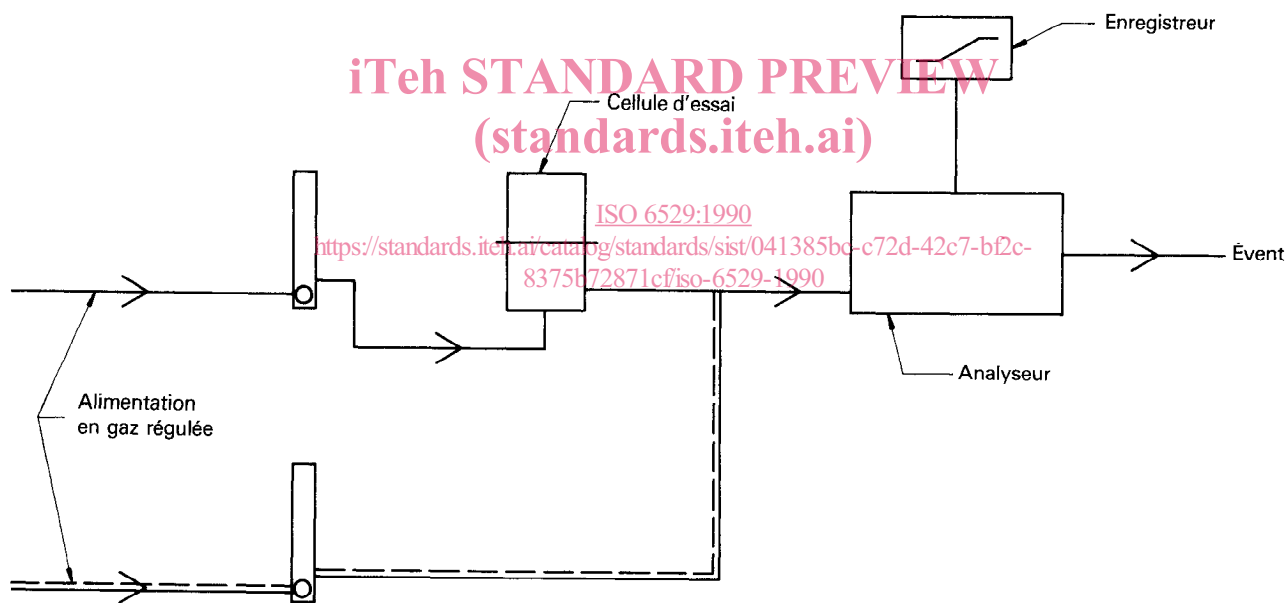 Enregistreur
iTeh STANDARD PREVIEW
Cellule d'essai
(standards.iteh.ai)
ISO 6529:1990
https://standards.iteh.ai/catalog/standards/sist/041385bc-c72d-42c7-bf2c-
8375b72871cf/iso-6529-1990
Évent
Analyseur
Alimentation
en gaz régulée